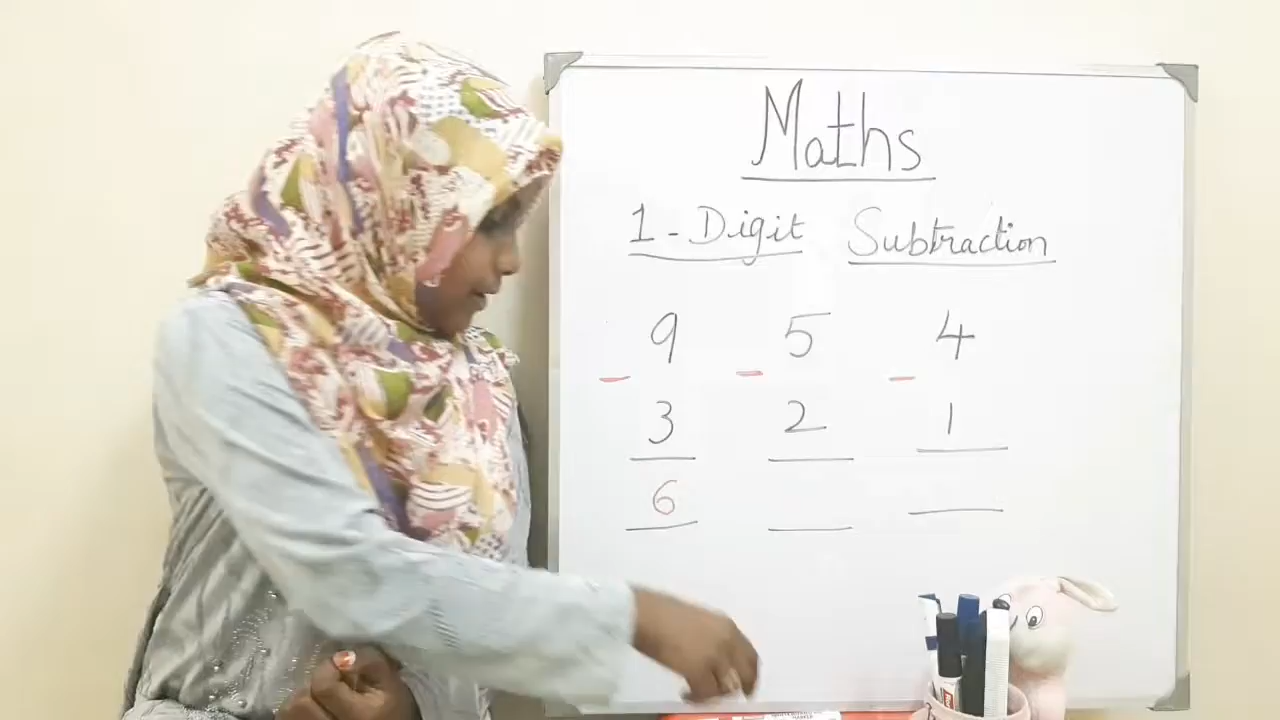 Maths
1 - Digit Subtraction
9 5 4
- - -
3 2 1
6